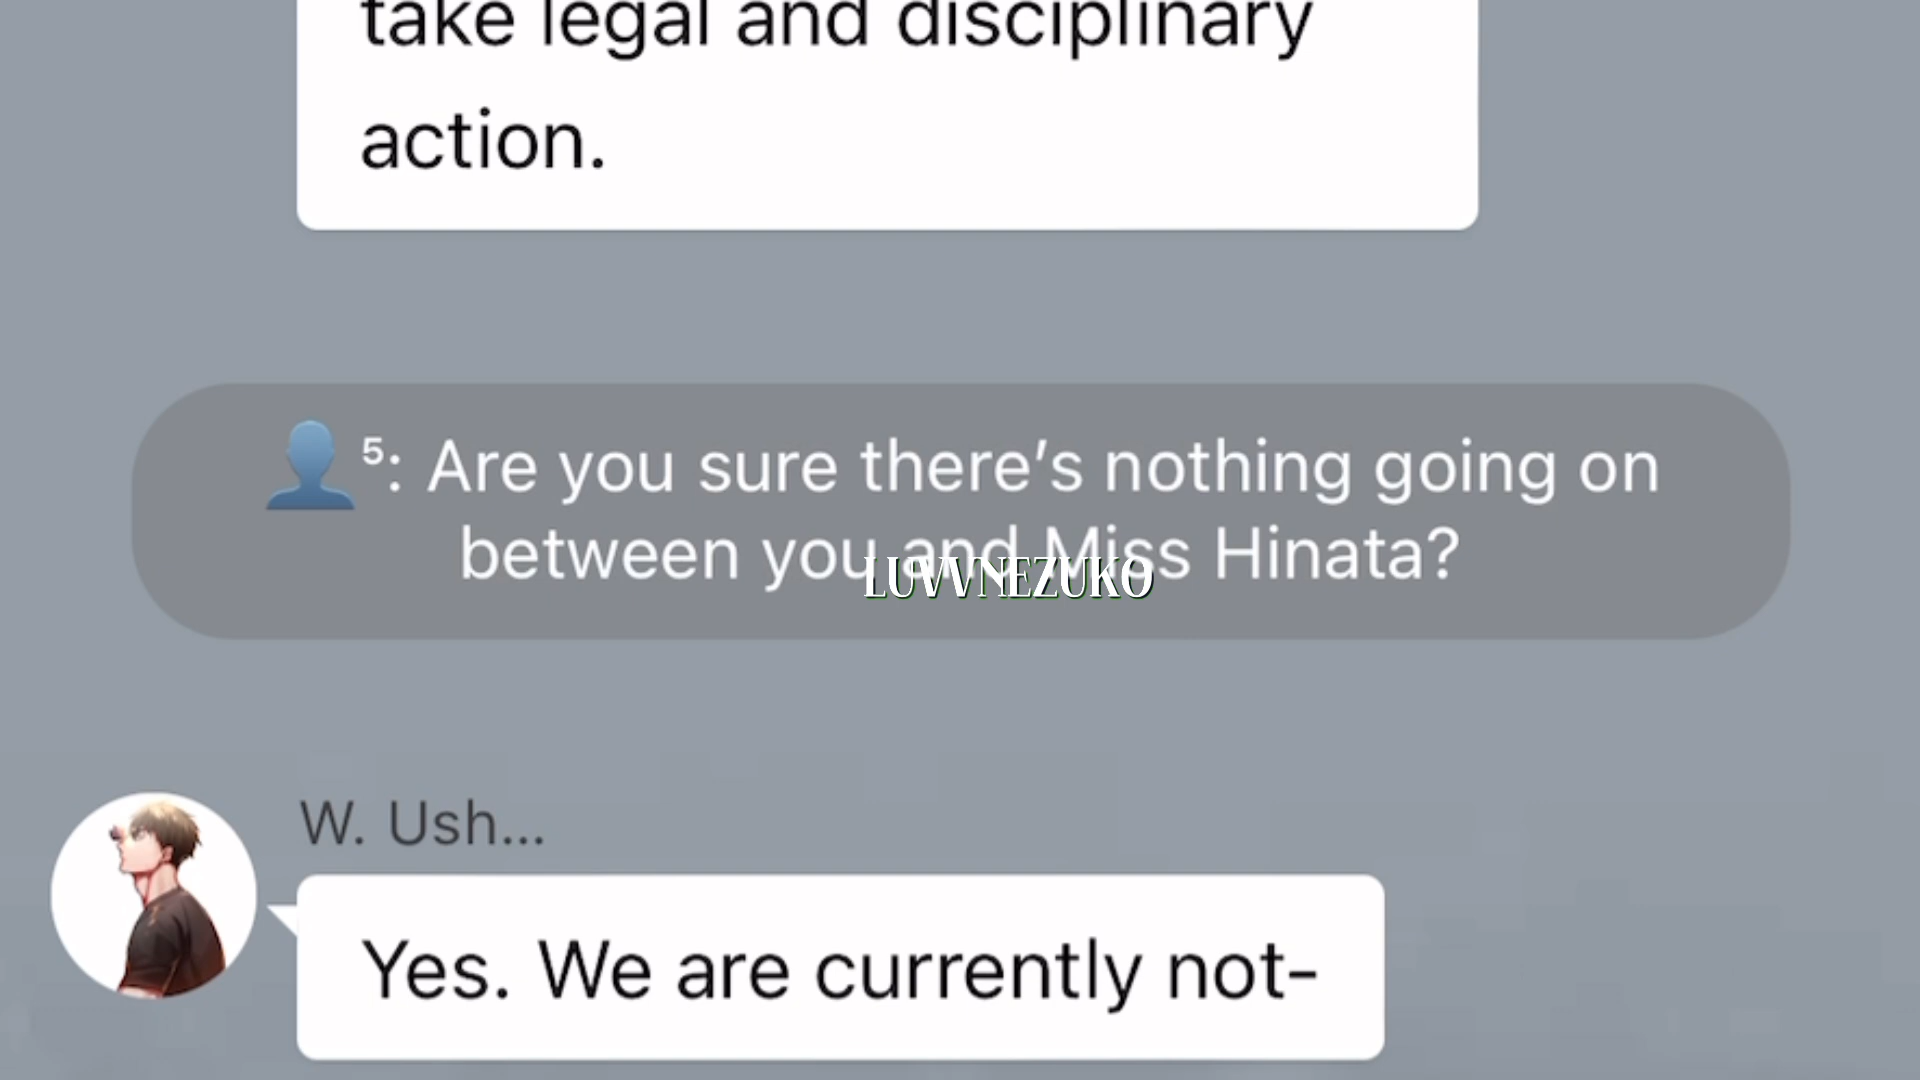 take legal and disciplinary
action.
👤⁵: Are you sure there’s nothing going on
between you and Miss Hinata?
LUVVNEZUKO
W. Ush...
Yes. We are currently not-